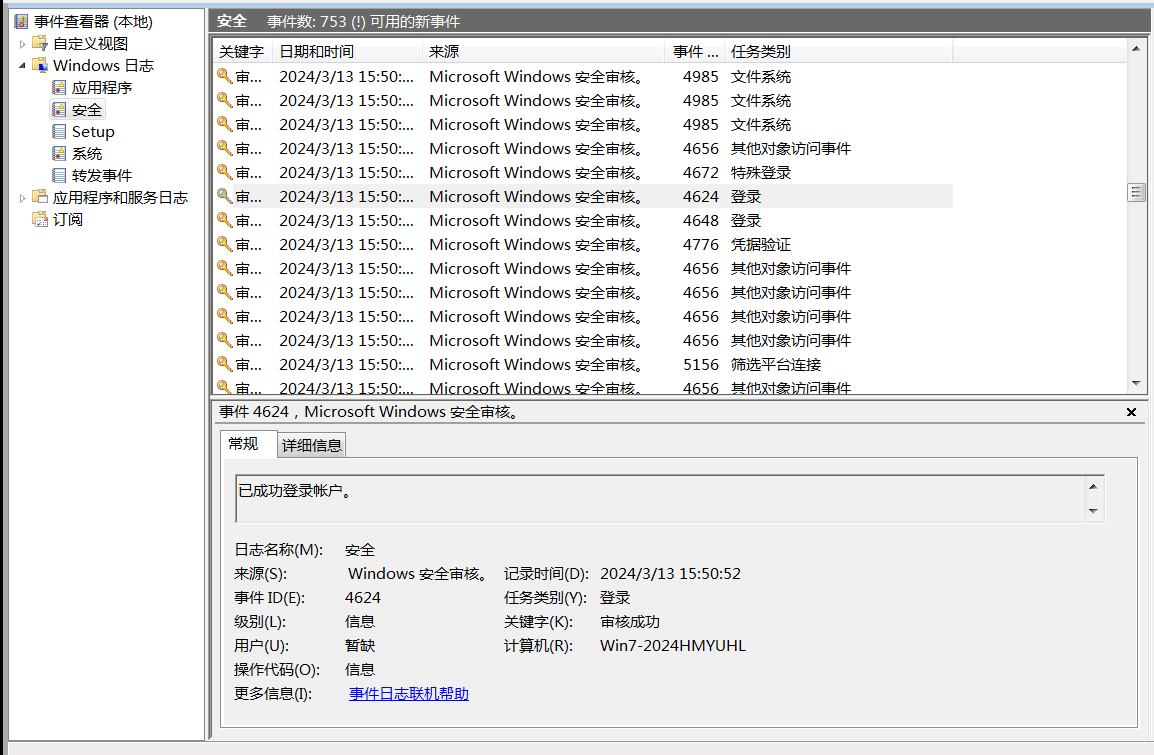 事件查看器 (本地)
自定义视图
Windows 日志
应用程序
安全
Setup
系统
转发事件
应用程序和服务日志
订阅
安全 事件数: 753 (!) 可用的新事件
关键字 日期和时间 来源 事件 ... 任务类别
审... 2024/3/13 15:50:... Microsoft Windows 安全审核。 4985 文件系统
审... 2024/3/13 15:50:... Microsoft Windows 安全审核。 4985 文件系统
审... 2024/3/13 15:50:... Microsoft Windows 安全审核。 4985 文件系统
审... 2024/3/13 15:50:... Microsoft Windows 安全审核。 4656 其他对象访问事件
审... 2024/3/13 15:50:... Microsoft Windows 安全审核。 4672 特殊登录
审... 2024/3/13 15:50:... Microsoft Windows 安全审核。 4624 登录
审... 2024/3/13 15:50:... Microsoft Windows 安全审核。 4648 登录
审... 2024/3/13 15:50:... Microsoft Windows 安全审核。 4776 凭据验证
审... 2024/3/13 15:50:... Microsoft Windows 安全审核。 4656 其他对象访问事件
审... 2024/3/13 15:50:... Microsoft Windows 安全审核。 4656 其他对象访问事件
审... 2024/3/13 15:50:... Microsoft Windows 安全审核。 4656 其他对象访问事件
审... 2024/3/13 15:50:... Microsoft Windows 安全审核。 4656 其他对象访问事件
审... 2024/3/13 15:50:... Microsoft Windows 安全审核。 5156 筛选平台连接
审... 2024/3/13 15:50:... Microsoft Windows 安全审核。 4656 其他对象访问事件
事件 4624，Microsoft Windows 安全审核。
常规 详细信息
已成功登录帐户。
日志名称(M): 安全
来源(S): Windows 安全审核。 记录时间(D): 2024/3/13 15:50:52
事件 ID(E): 4624 任务类别(Y): 登录
级别(L): 信息 关键字(K): 审核成功
用户(U): 暂缺 计算机(R): Win7-2024HMYUHL
操作代码(O): 信息
更多信息(I): 事件日志联机帮助